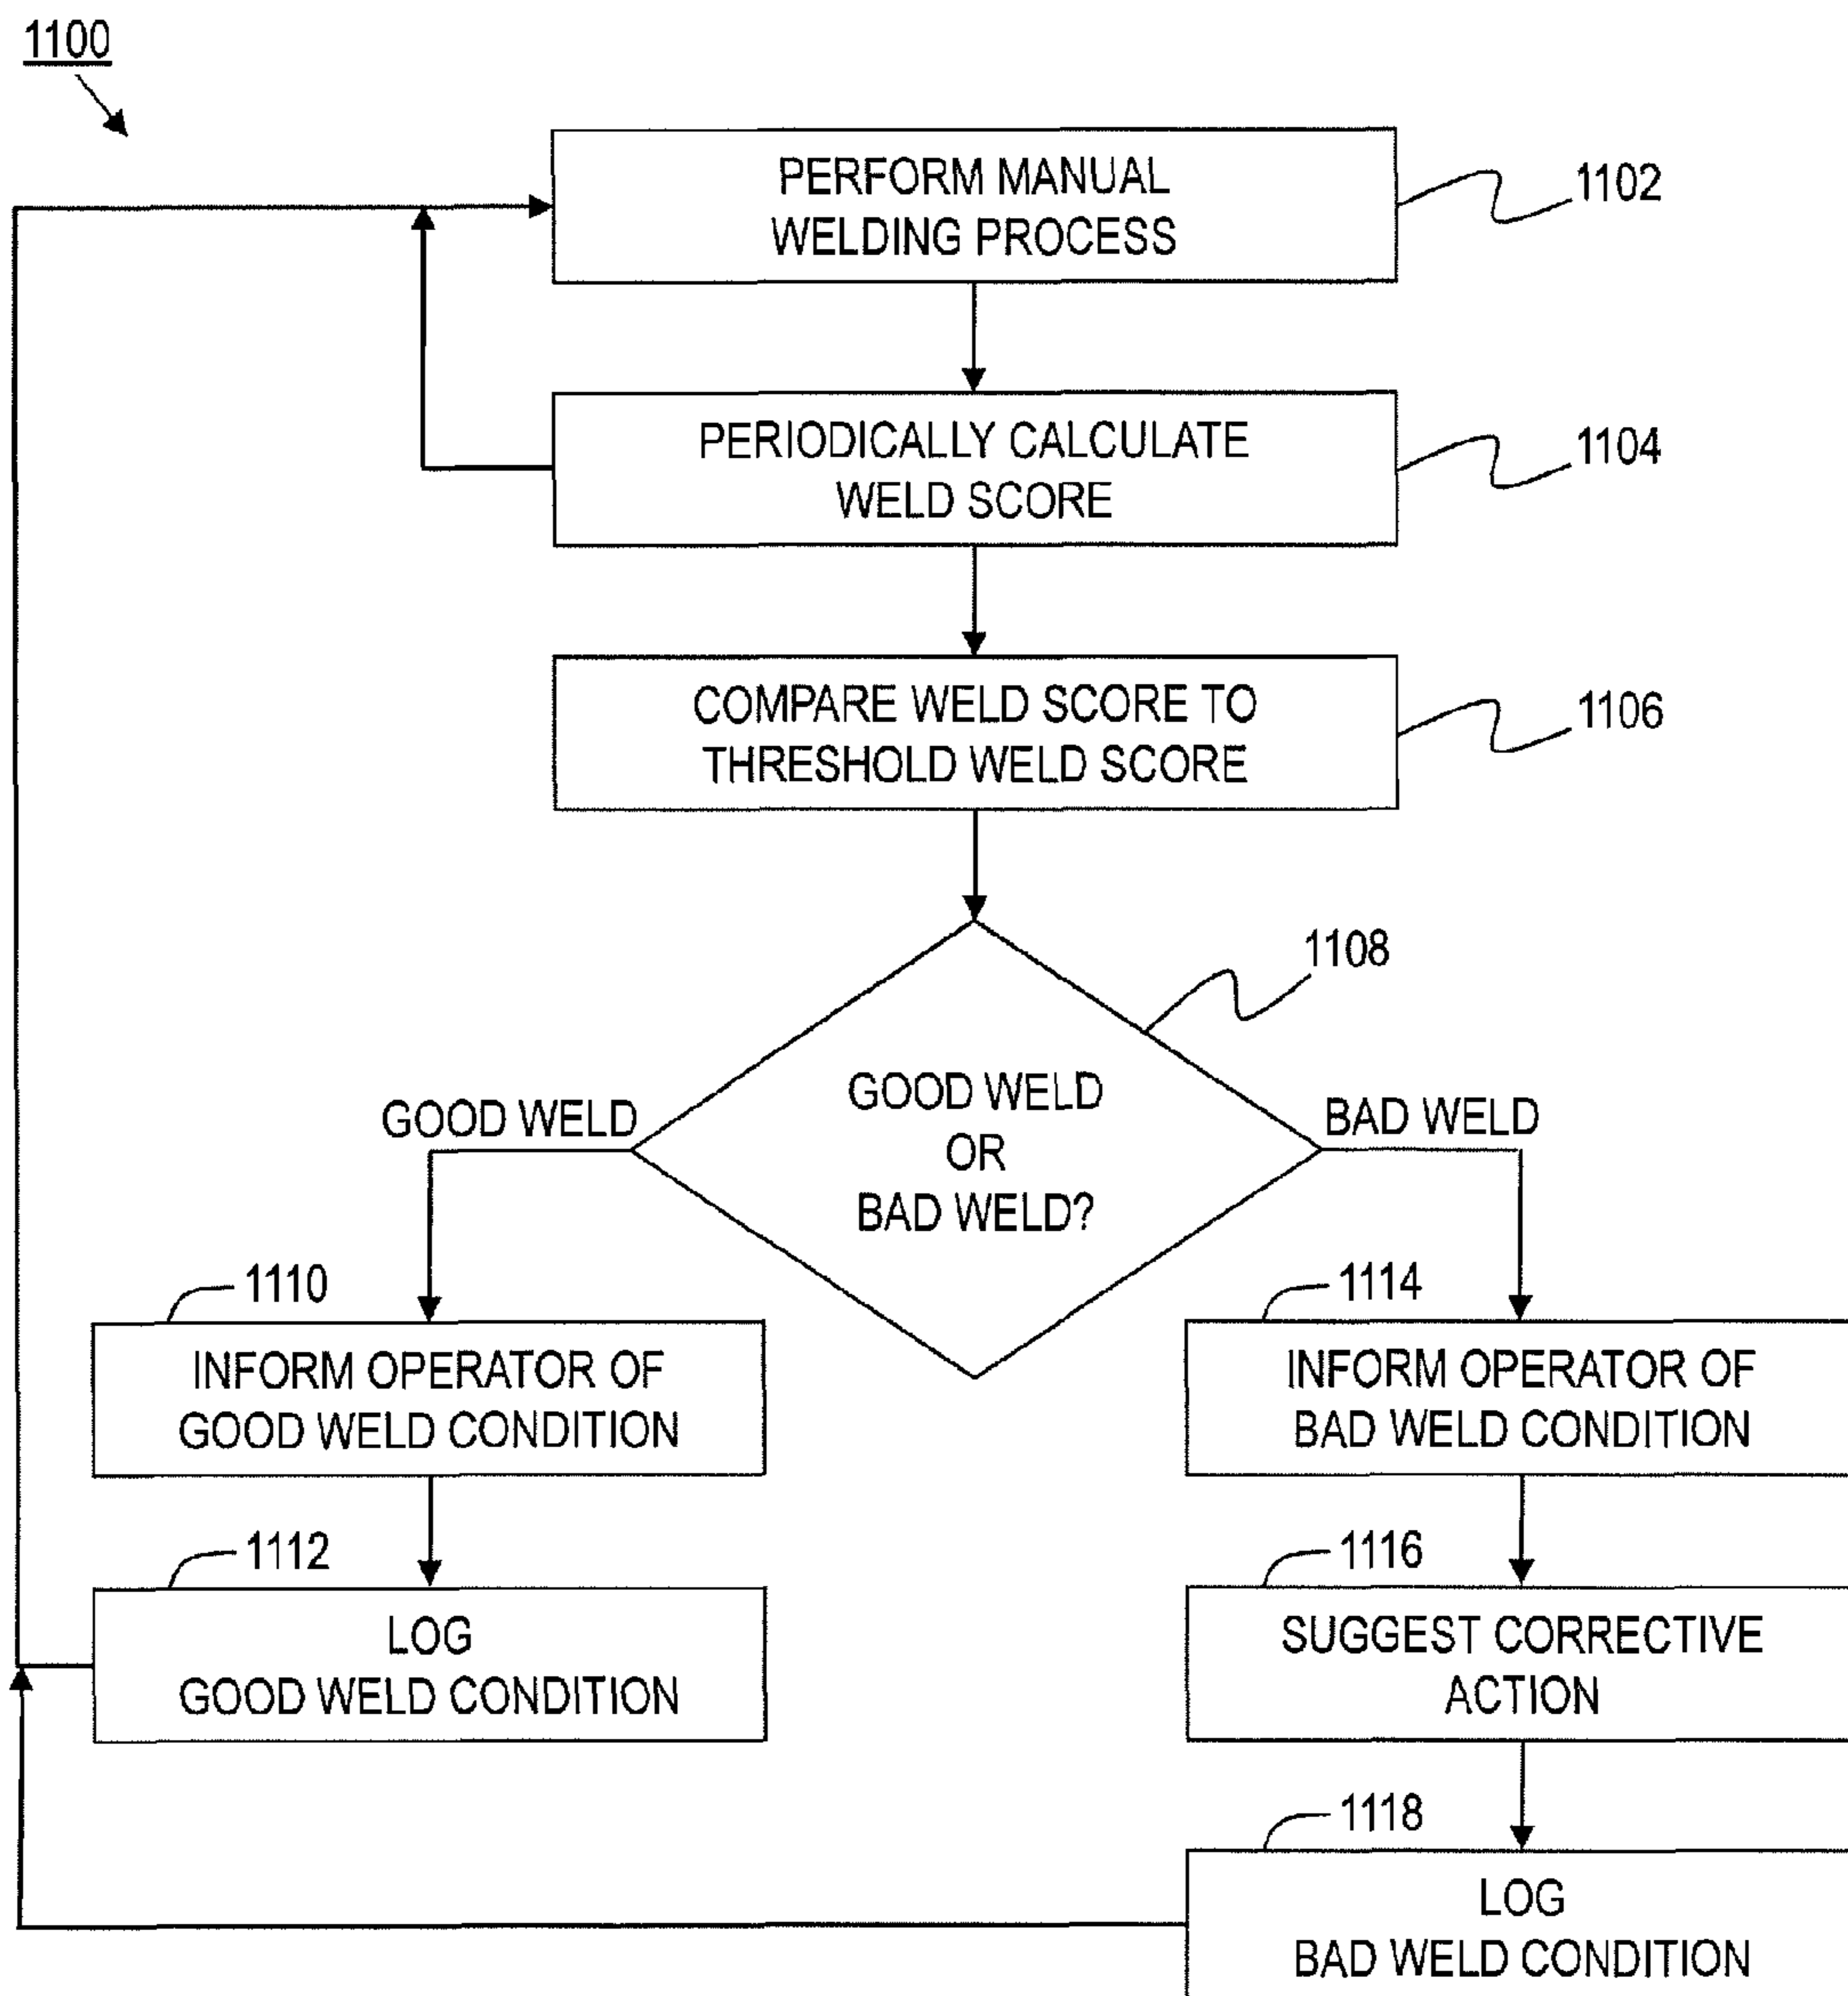 1100
PERFORM MANUAL
WELDING PROCESS
1102
PERIODICALLY CALCULATE
WELD SCORE
1104
COMPARE WELD SCORE TO
THRESHOLD WELD SCORE
1106
1108
GOOD WELD
OR
BAD WELD?
GOOD WELD
BAD WELD
1110
INFORM OPERATOR OF
GOOD WELD CONDITION
1114
INFORM OPERATOR OF
BAD WELD CONDITION
1112
LOG
GOOD WELD CONDITION
1116
SUGGEST CORRECTIVE
ACTION
1118
LOG
BAD WELD CONDITION